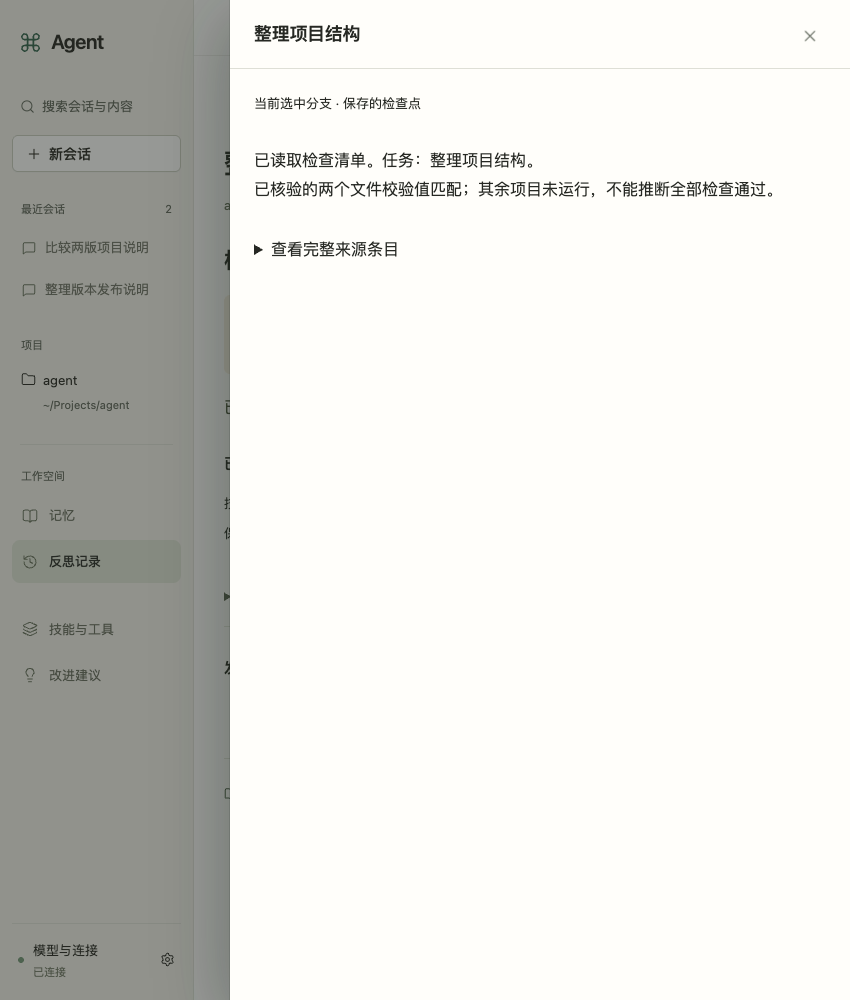 Agent
搜索会话与内容
新会话
最近会话 2
比较两版项目说明
整理版本发布说明
项目
agent
~/Projects/agent
工作空间
记忆
反思记录
技能与工具
改进建议
模型与连接
已连接
整理项目结构
当前选中分支 · 保存的检查点
已读取检查清单。任务：整理项目结构。
已核验的两个文件校验值匹配；其余项目未运行，不能推断全部检查通过。
查看完整来源条目